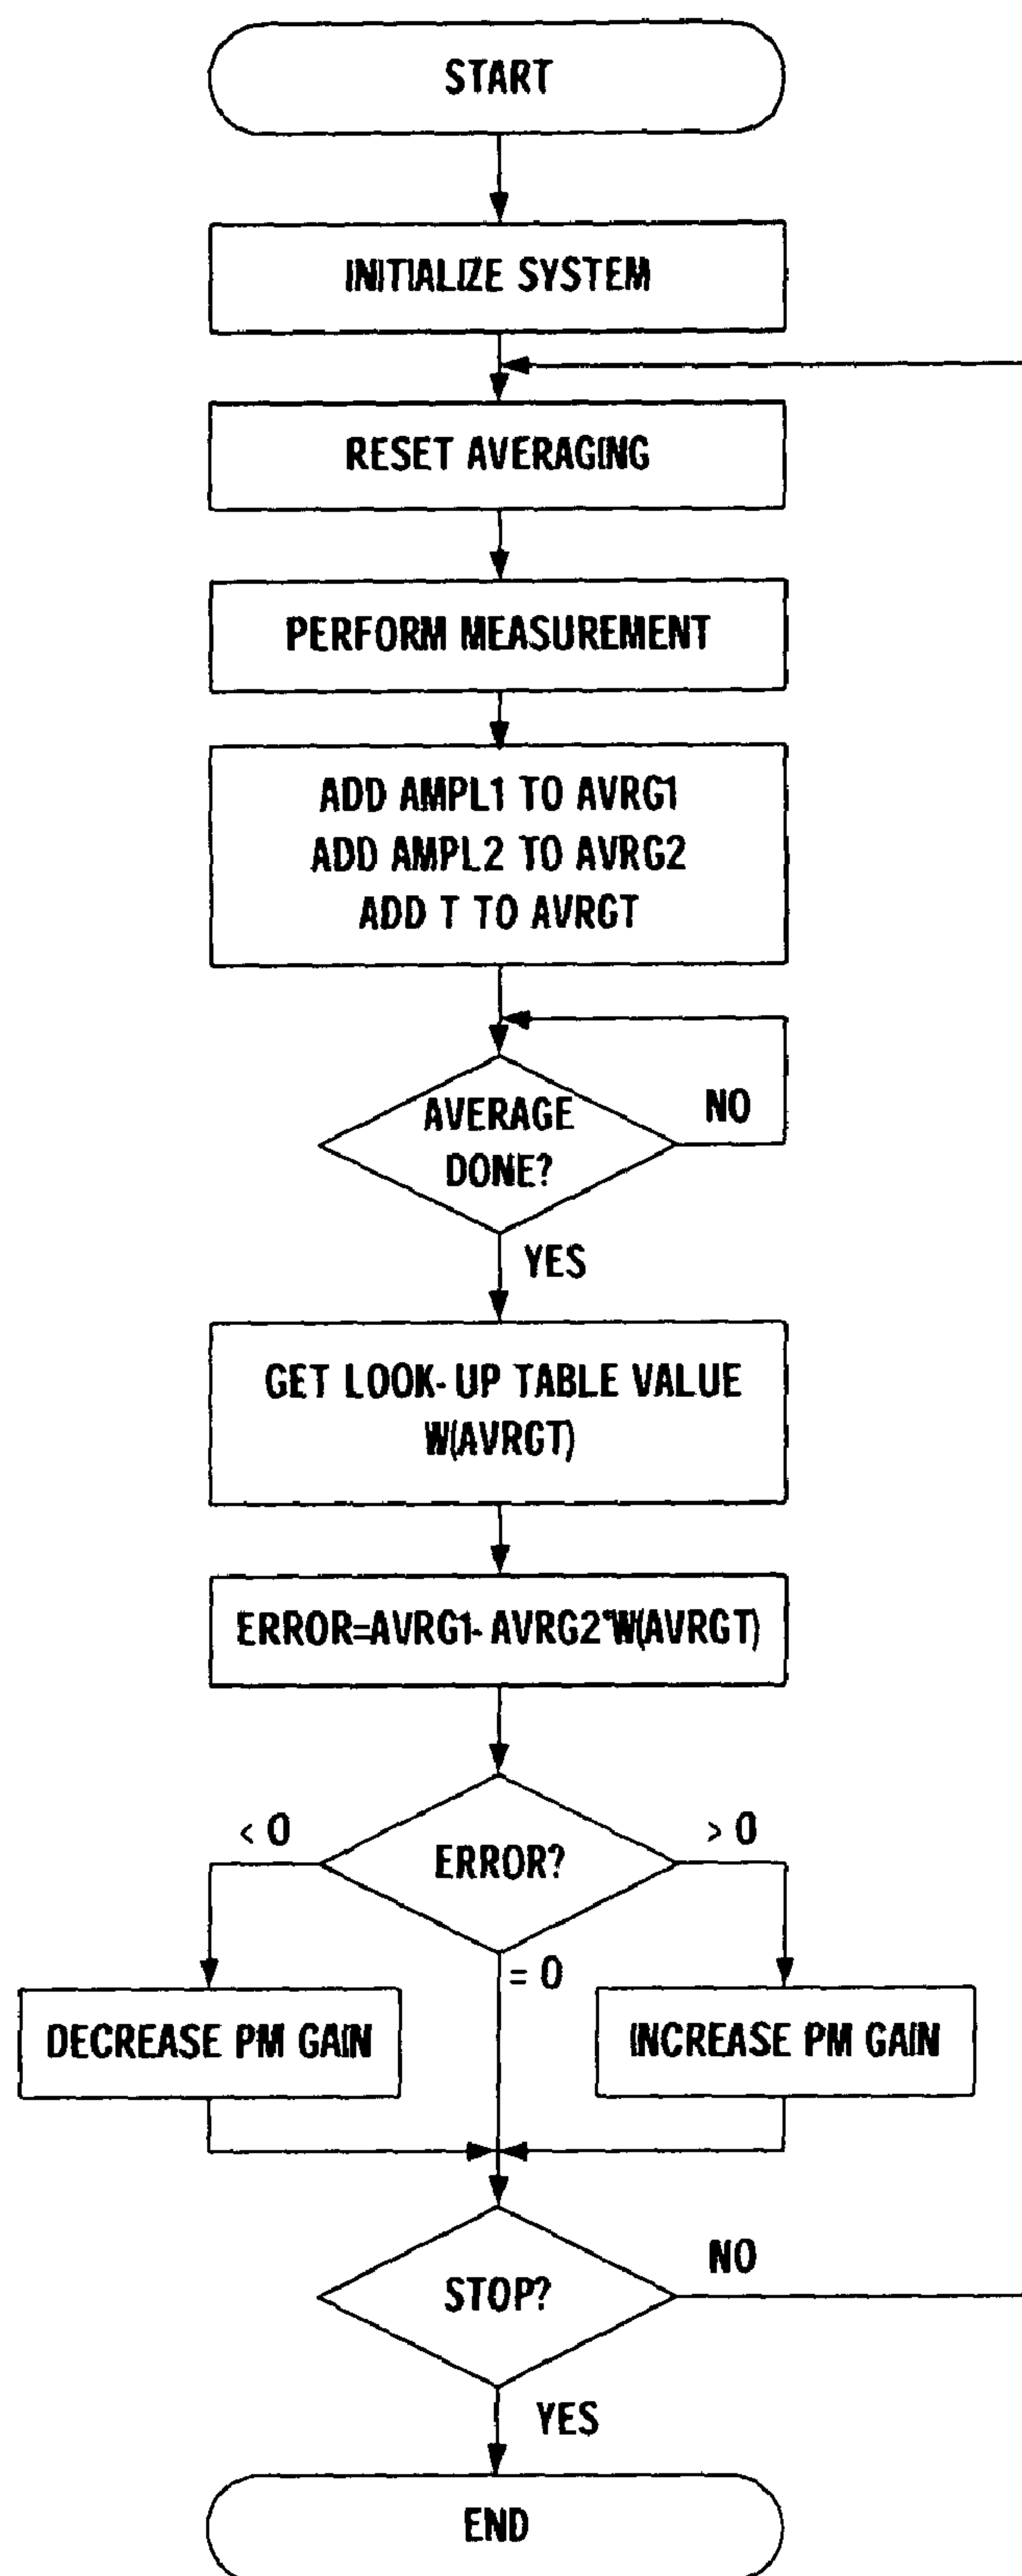 START
INITIALIZE SYSTEM
RESET AVERAGING
PERFORM MEASUREMENT
ADD AMPL1 TO AVRG1
ADD AMPL2 TO AVRG2
ADD T TO AVRGT
AVERAGE
DONE?
NO
YES
GET LOOK-UP TABLE VALUE
W(AVRGT)
ERROR=AVRG1-AVRG2*W(AVRGT)
< 0
ERROR?
> 0
= 0
DECREASE PM GAIN
INCREASE PM GAIN
STOP?
NO
YES
END